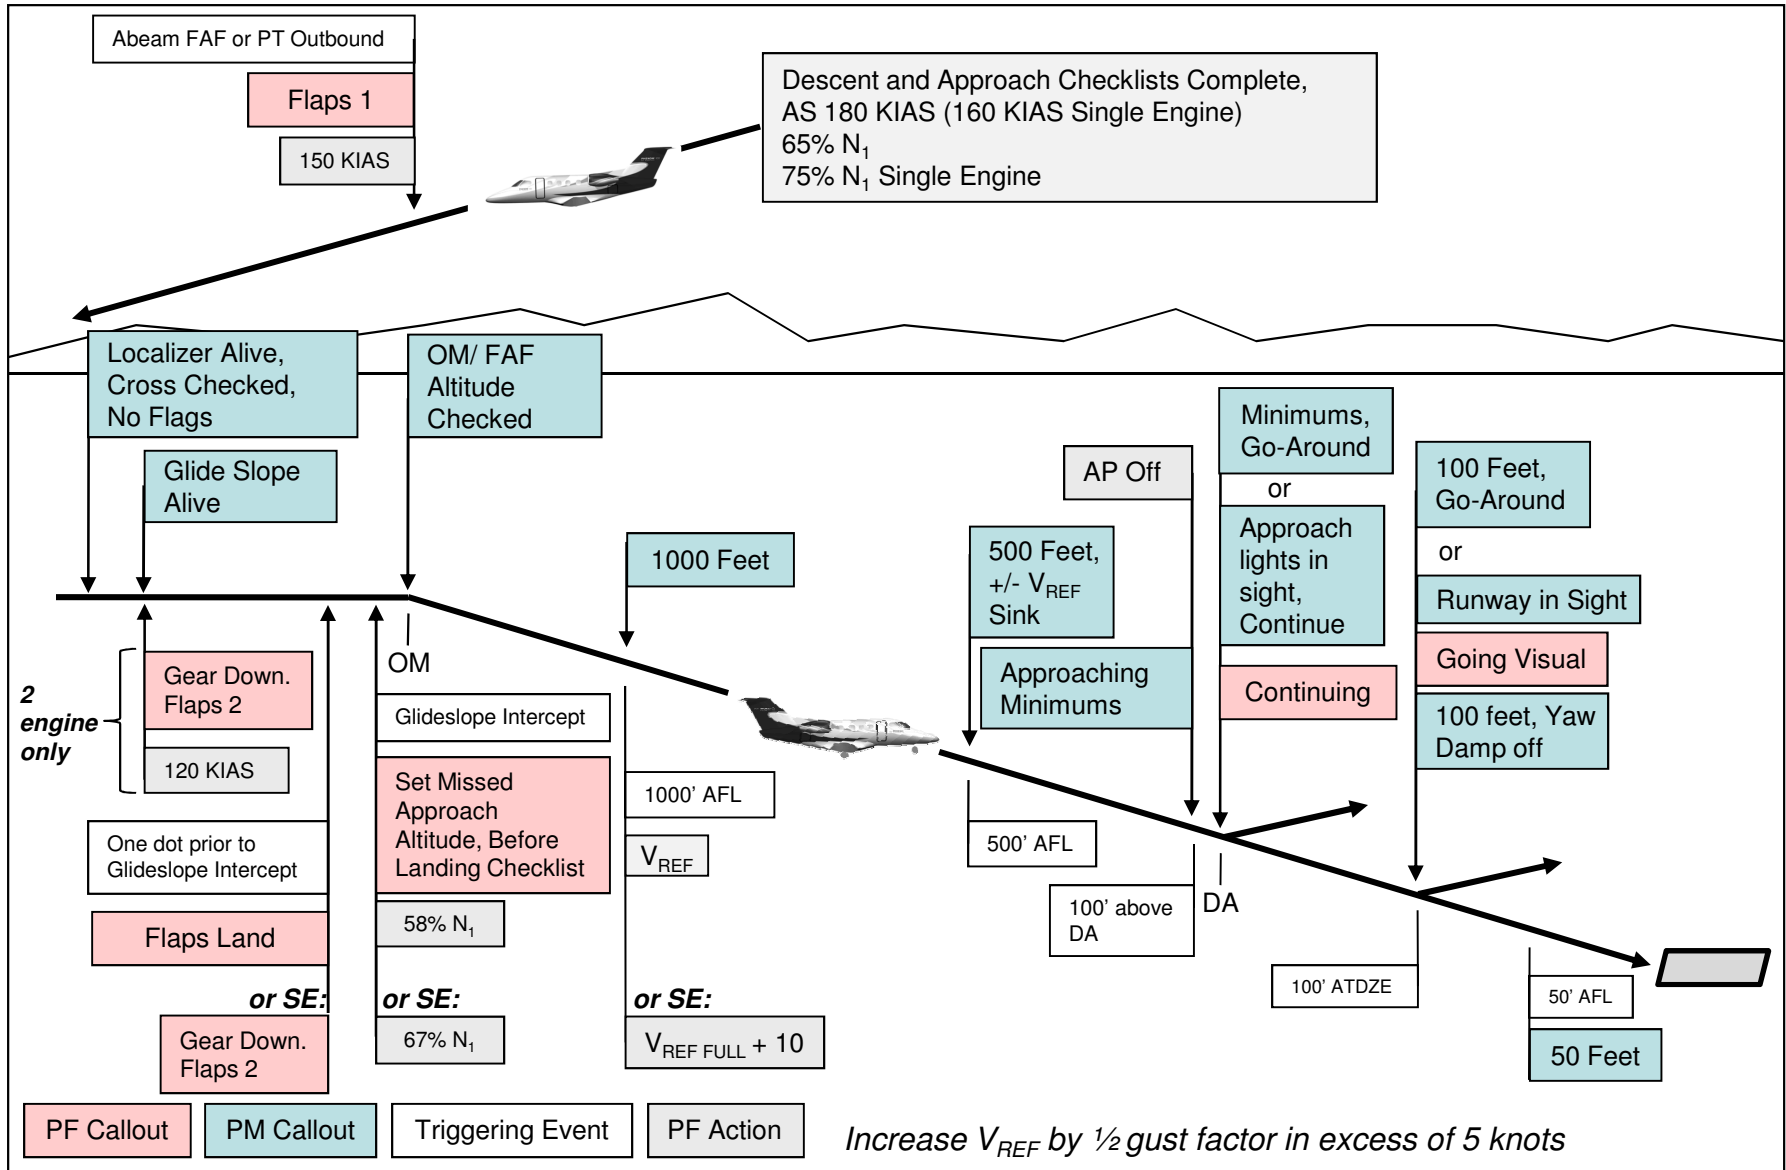 Abeam FAF or PT Outbound
Flaps 1
150 KIAS
Descent and Approach Checklists Complete,
AS 180 KIAS (160 KIAS Single Engine)
65% N1
75% N1 Single Engine
Localizer Alive,
Cross Checked,
No Flags
OM/ FAF
Altitude
Checked
Glide Slope
Alive
1000 Feet
500 Feet,
+/- VREF
Sink
Approaching
Minimums
AP Off
Minimums,
Go-Around
or
Approach
lights in
sight,
Continue
Continuing
100 Feet,
Go-Around
or
Runway in Sight
Going Visual
100 feet, Yaw
Damp off
2
engine
only
Gear Down.
Flaps 2
120 KIAS
One dot prior to
Glideslope Intercept
Flaps Land
or SE:
Gear Down.
Flaps 2
OM
Glideslope Intercept
Set Missed
Approach
Altitude, Before
Landing Checklist
58% N1
or SE:
67% N1
1000’ AFL
VREF
or SE:
VREF FULL + 10
500’ AFL
100’ above
DA
DA
100’ ATDZE
50’ AFL
50 Feet
PF Callout
PM Callout
Triggering Event
PF Action
Increase VREF by ½ gust factor in excess of 5 knots